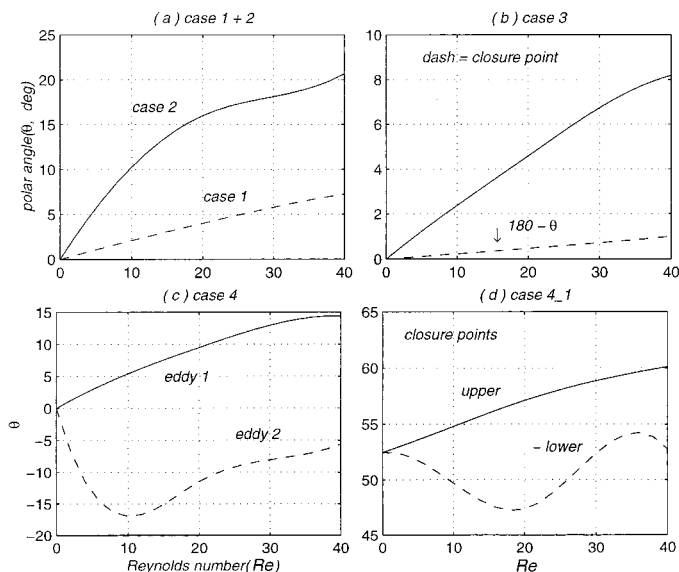 ( a ) case 1 + 2
25
20
15
10
5
0
0
10
20
30
40
polar angle(θ, deg)
case 2
case 1
( b ) case 3
10
8
6
4
2
0
0
10
20
30
40
dash = closure point
180 – θ
( c ) case 4
15
10
5
0
-5
-10
-15
-20
0
10
20
30
40
θ
eddy 1
eddy 2
Reynolds number(Re)
( d ) case 4_1
65
60
55
50
45
0
10
20
30
40
closure points
upper
– lower
Re